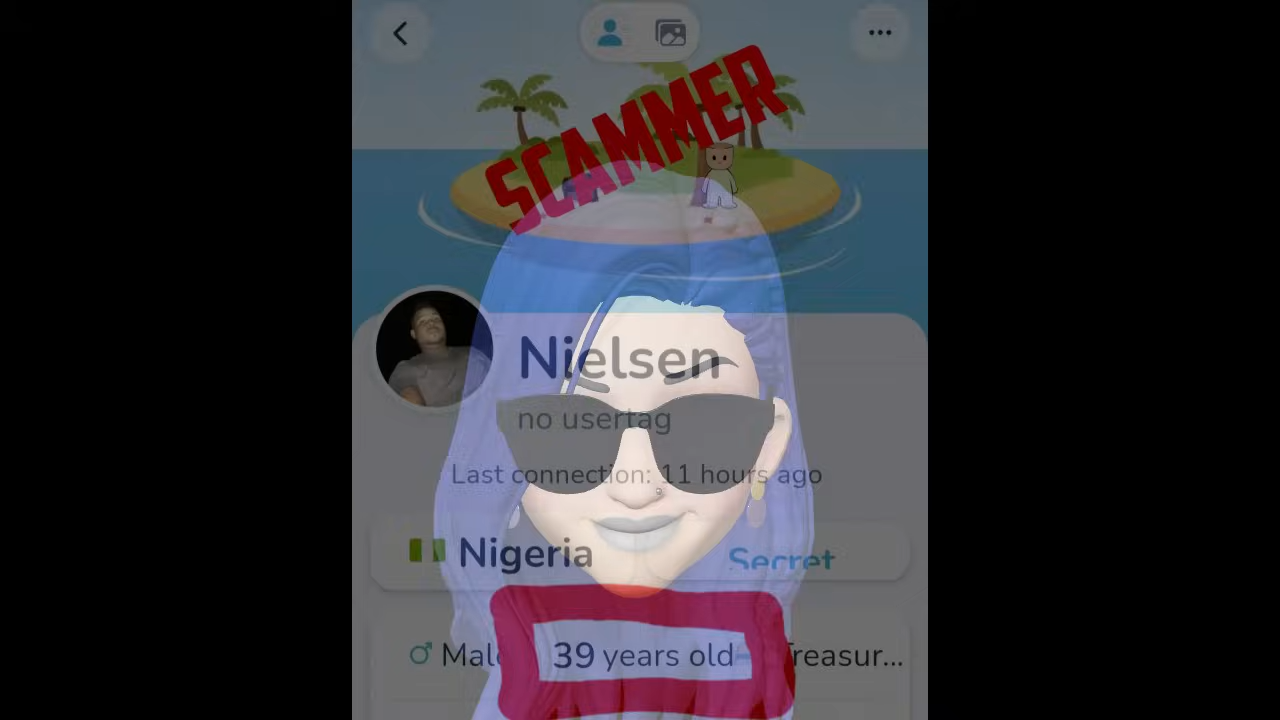 SCAMMER
Nielsen
no usertag
Last connection: 11 hours ago
Nigeria Secret
Male 39 years old Treasur...